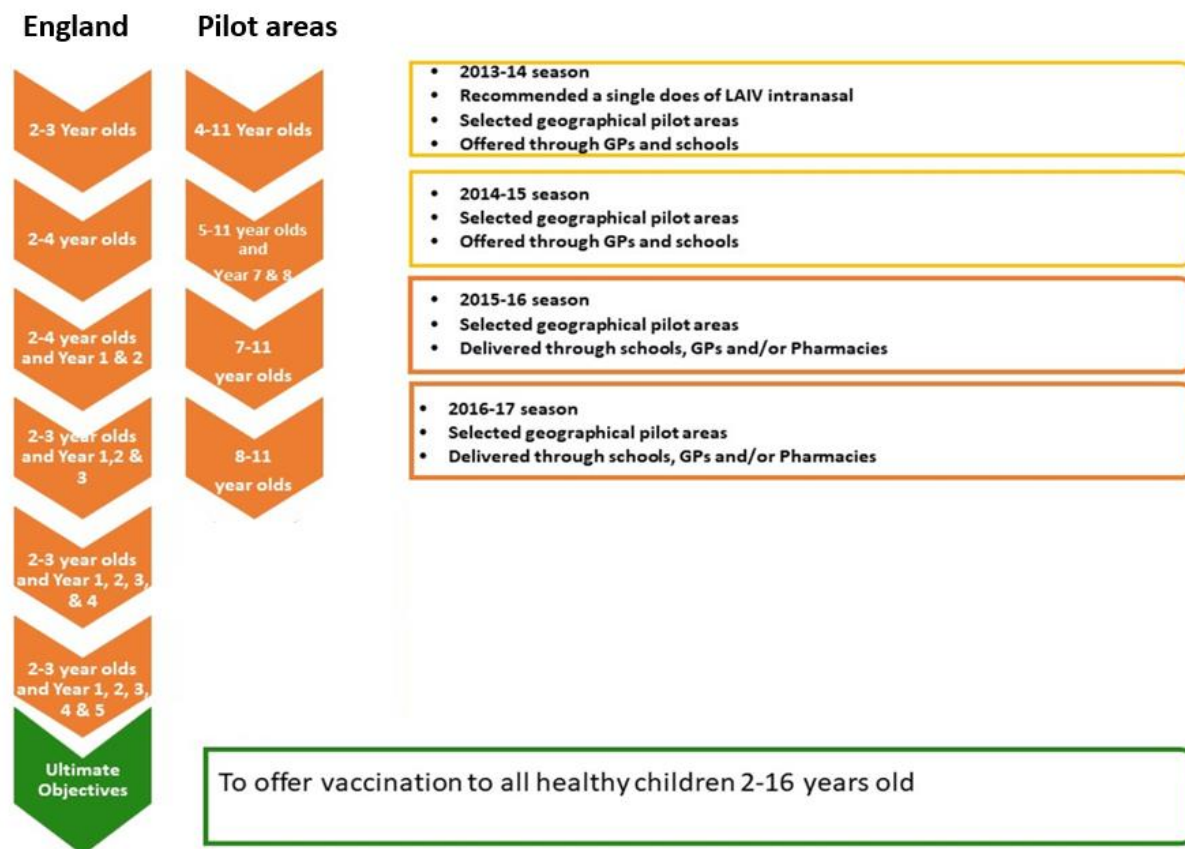 England
Pilot areas
2-3 Year olds
4-11 Year olds
• 2013-14 season
• Recommended a single does of LAIV intranasal
• Selected geographical pilot areas
• Offered through GPs and schools
2-4 year olds
5-11 year olds
and
Year 7 & 8
• 2014-15 season
• Selected geographical pilot areas
• Offered through GPs and schools
2-4 year olds
and Year 1 & 2
7-11
year olds
• 2015-16 season
• Selected geographical pilot areas
• Delivered through schools, GPs and/or Pharmacies
2-3 year olds
and Year 1,2 &
3
8-11
year olds
• 2016-17 season
• Selected geographical pilot areas
• Delivered through schools, GPs and/or Pharmacies
2-3 year olds
and Year 1, 2, 3,
& 4
2-3 year olds
and Year 1, 2, 3,
4 & 5
Ultimate
Objectives
To offer vaccination to all healthy children 2-16 years old